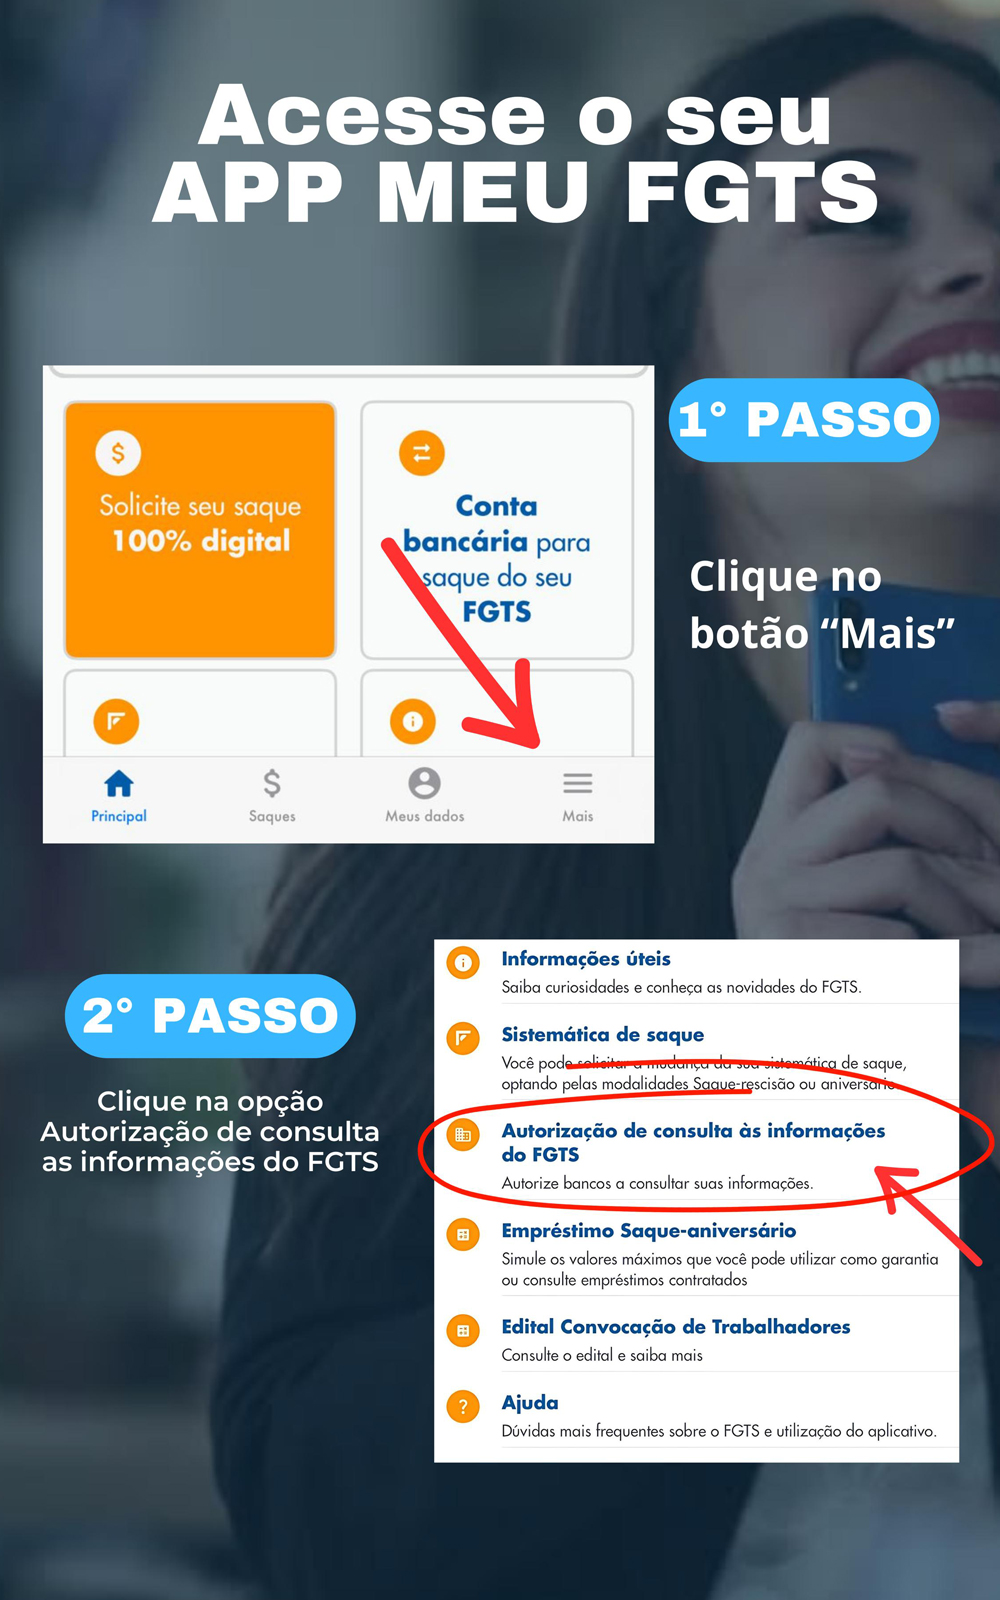 Acesse o seu
APP MEU FGTS
1° PASSO
Clique no
botão “Mais”
Solicite seu saque
100% digital
Conta
bancária para
saque do seu
FGTS
Principal
Saques
Meus dados
Mais
2° PASSO
Clique na opção
Autorização de consulta
as informações do FGTS
Informações úteis
Saiba curiosidades e conheça as novidades do FGTS.
Sistemática de saque
Você pode solicitar a mudança da sua sistemática de saque,
optando pelas modalidades Saque-rescisão ou aniversário.
Autorização de consulta às informações
do FGTS
Autorize bancos a consultar suas informações.
Empréstimo Saque-aniversário
Simule os valores máximos que você pode utilizar como garantia
ou consulte empréstimos contratados
Edital Convocação de Trabalhadores
Consulte o edital e saiba mais
Ajuda
Dúvidas mais frequentes sobre o FGTS e utilização do aplicativo.